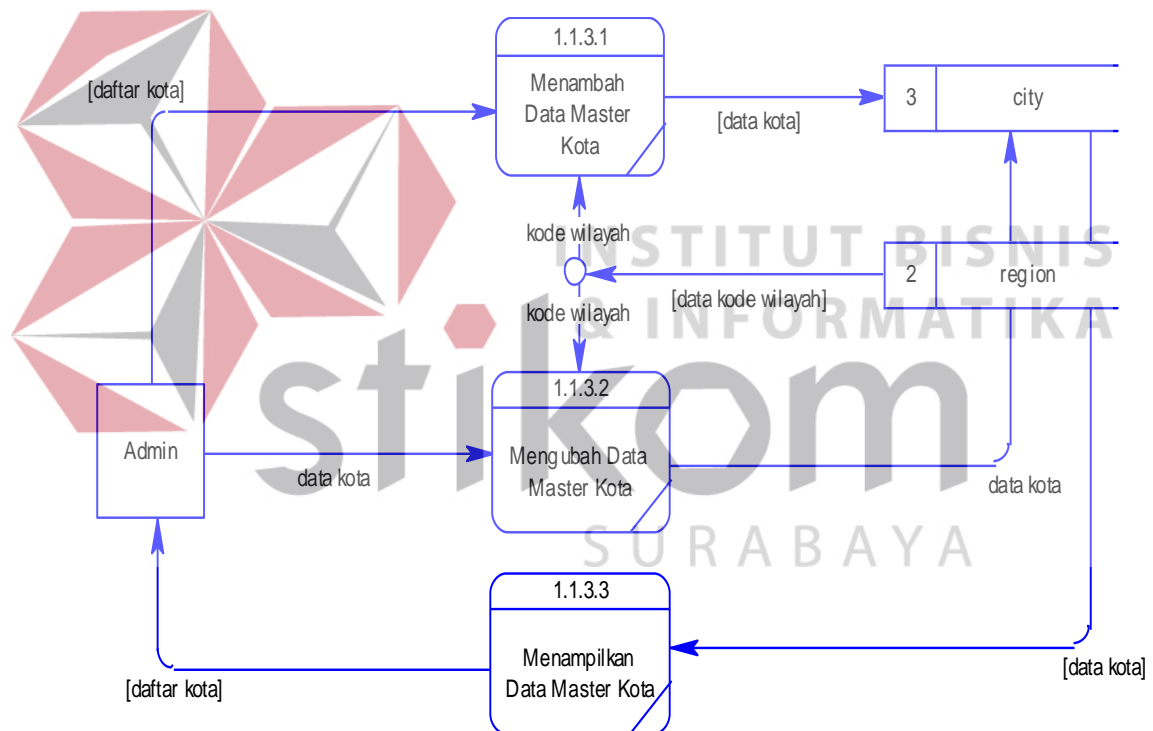 1.1.3.1
Menambah
Data Master
Kota
[daftar kota]
[data kota]
3
city
kode wilayah
INSTITUT BISNIS
2
region
[data kode wilayah]
kode wilayah
& INFORMATIKA
stikom
1.1.3.2
Mengubah Data
Master Kota
Admin
data kota
data kota
SURABAYA
1.1.3.3
Menampilkan
Data Master Kota
[daftar kota]
[data kota]